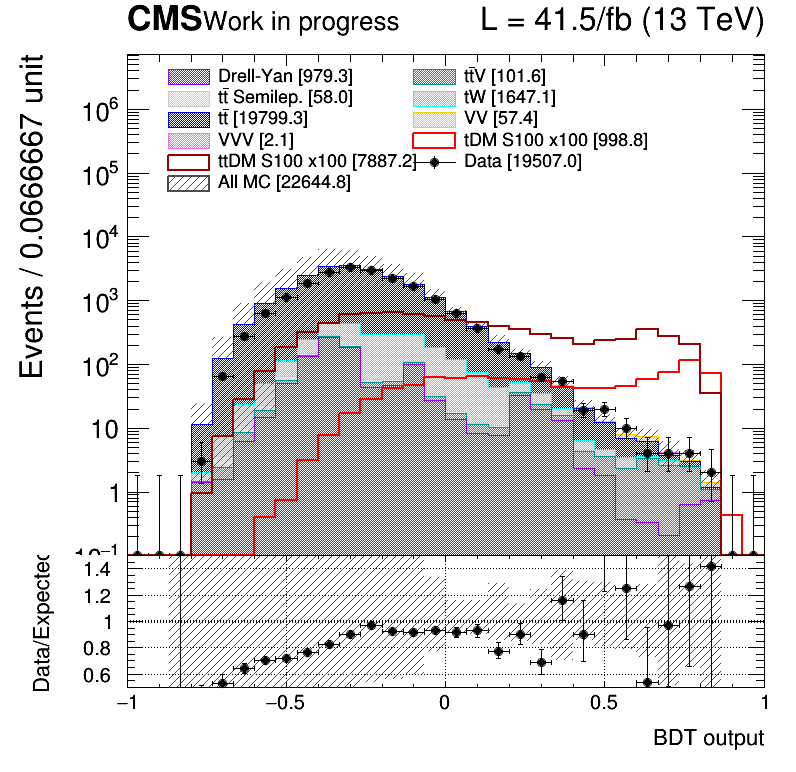 CMS Work in progress L = 41.5/fb (13 TeV)
Drell-Yan [979.3] tt̄V [101.6]
tt̄ Semilep. [58.0] tW [1647.1]
tt̄ [19799.3] VV [57.4]
VVV [2.1] tDM S100 x100 [998.8]
ttDM S100 x100 [7887.2] Data [19507.0]
All MC [22644.8]
Events / 0.0666667 unit
10⁶
10⁵
10⁴
10³
10²
10
1
10⁻¹
Data/Expected
1.4
1.2
1
0.8
0.6
−1 −0.5 0 0.5 1
BDT output